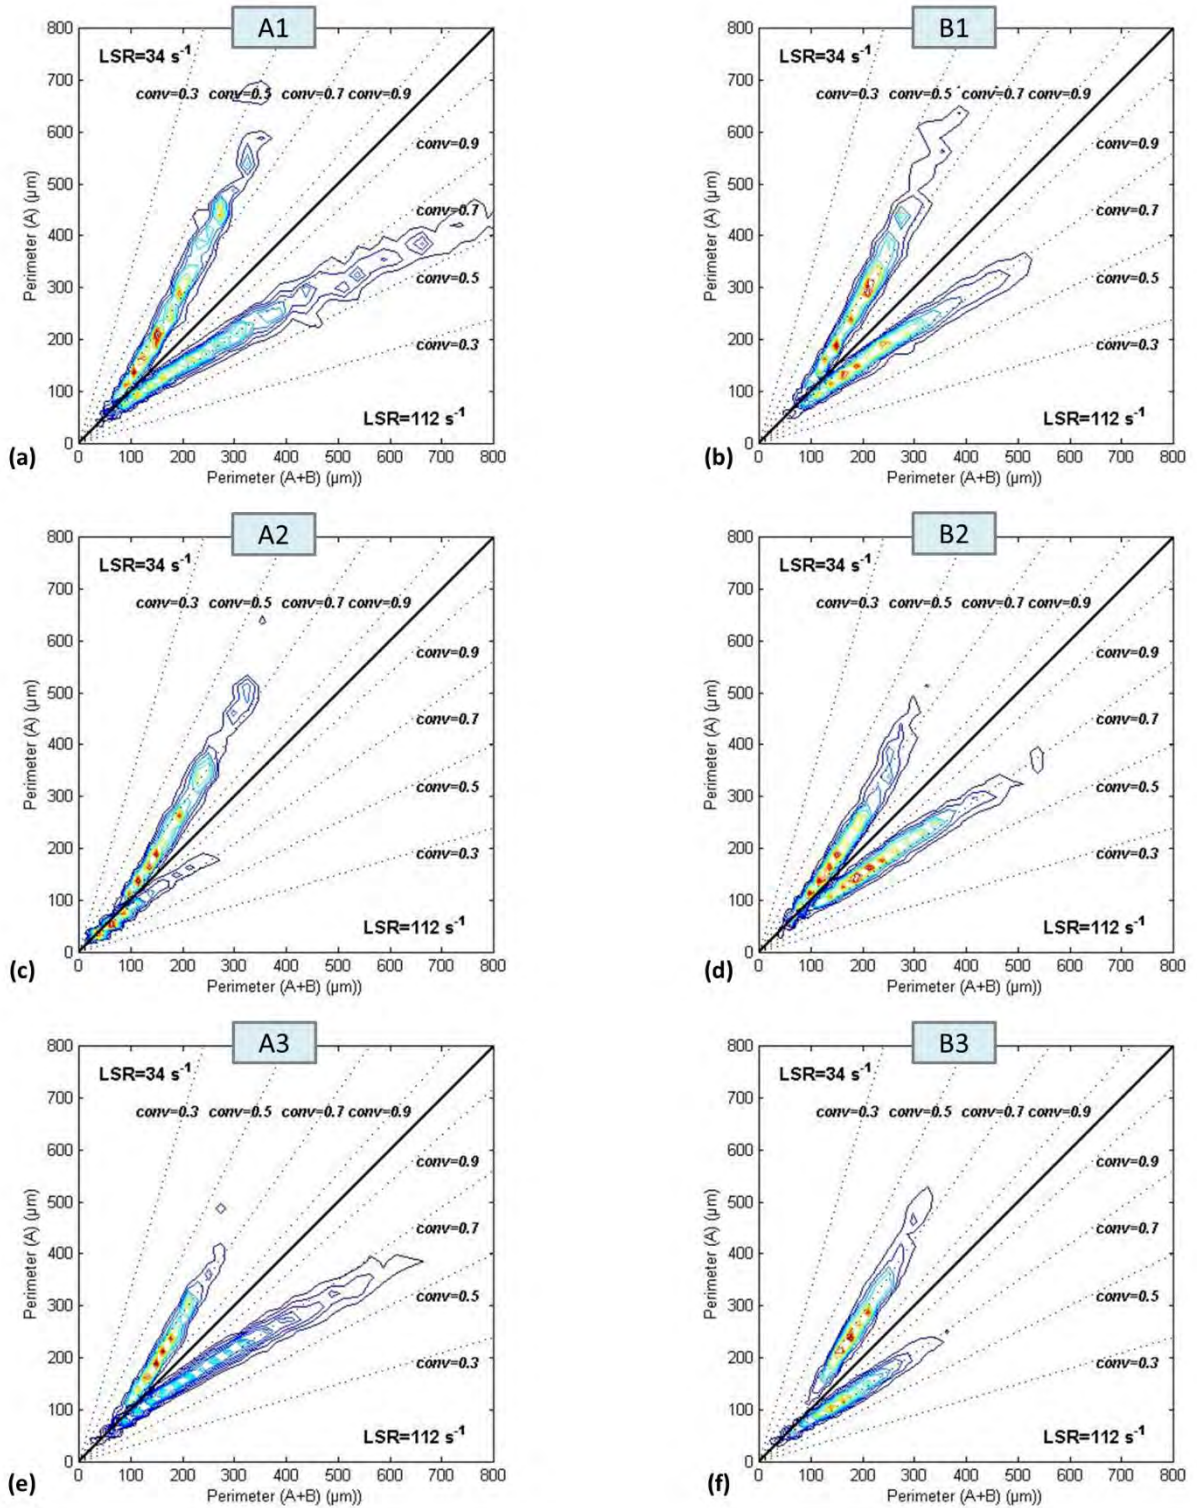 A1
800
700
600
500
400
300
200
100
0
Perimeter (A) (µm)
LSR=34 s-1
conv=0.3 conv=0.5 conv=0.7 conv=0.9
conv=0.9
conv=0.7
conv=0.5
conv=0.3
LSR=112 s-1
0 100 200 300 400 500 600 700 800
Perimeter (A+B) (µm))
(a)
B1
800
700
600
500
400
300
200
100
0
Perimeter (A) (µm)
LSR=34 s-1
conv=0.3 conv=0.5 conv=0.7 conv=0.9
conv=0.9
conv=0.7
conv=0.5
conv=0.3
LSR=112 s-1
0 100 200 300 400 500 600 700 800
Perimeter (A+B) (µm))
(b)
A2
800
700
600
500
400
300
200
100
0
Perimeter (A) (µm)
LSR=34 s-1
conv=0.3 conv=0.5 conv=0.7 conv=0.9
conv=0.9
conv=0.7
conv=0.5
conv=0.3
LSR=112 s-1
0 100 200 300 400 500 600 700 800
Perimeter (A+B) (µm))
(c)
B2
800
700
600
500
400
300
200
100
0
Perimeter (A) (µm)
LSR=34 s-1
conv=0.3 conv=0.5 conv=0.7 conv=0.9
conv=0.9
conv=0.7
conv=0.5
conv=0.3
LSR=112 s-1
0 100 200 300 400 500 600 700 800
Perimeter (A+B) (µm))
(d)
A3
800
700
600
500
400
300
200
100
0
Perimeter (A) (µm)
LSR=34 s-1
conv=0.3 conv=0.5 conv=0.7 conv=0.9
conv=0.9
conv=0.7
conv=0.5
conv=0.3
LSR=112 s-1
0 100 200 300 400 500 600 700 800
Perimeter (A+B) (µm))
(e)
B3
800
700
600
500
400
300
200
100
0
Perimeter (A) (µm)
LSR=34 s-1
conv=0.3 conv=0.5 conv=0.7 conv=0.9
conv=0.9
conv=0.7
conv=0.5
conv=0.3
LSR=112 s-1
0 100 200 300 400 500 600 700 800
Perimeter (A+B) (µm))
(f)